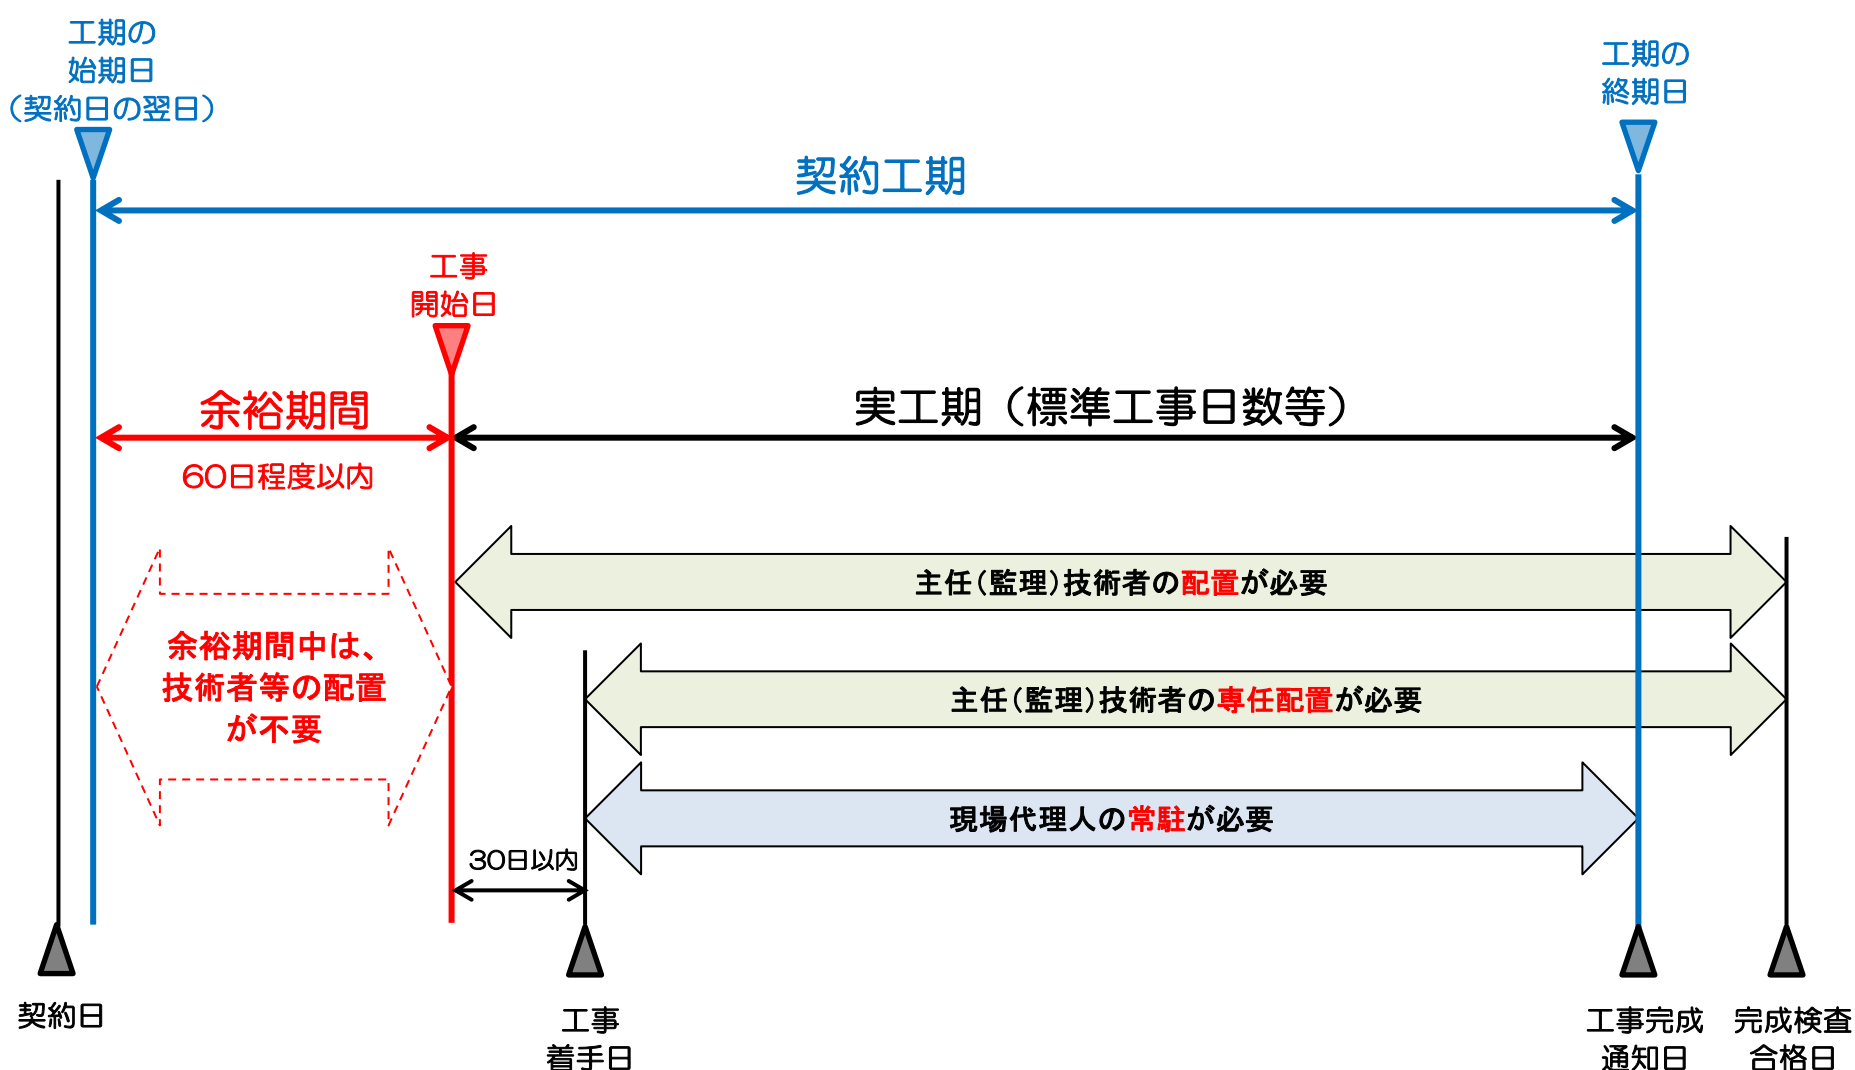 工期の
始期日
（契約日の翌日）
工期の
終期日
契約工期
工事
開始日
余裕期間
実工期（標準工事日数等）
60日程度以内
主任（監理）技術者の配置が必要
余裕期間中は、
技術者等の配置
が不要
主任（監理）技術者の専任配置が必要
現場代理人の常駐が必要
30日以内
契約日
工事
着手日
工事完成
通知日
完成検査
合格日